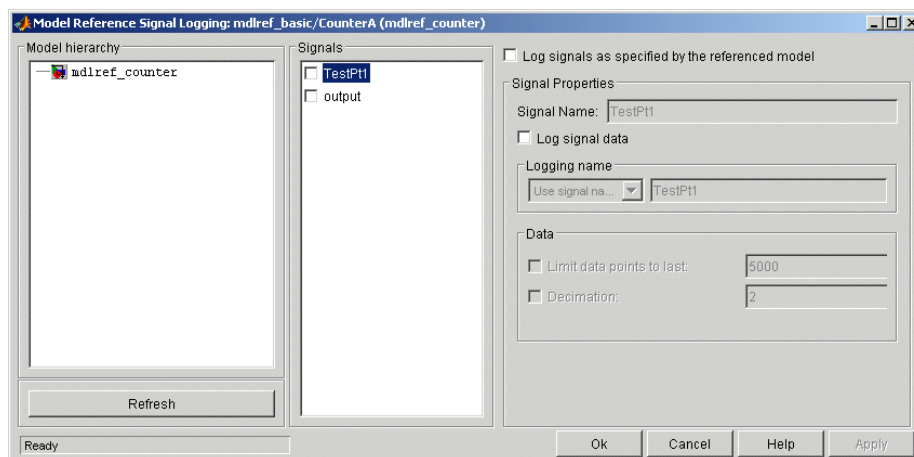 Model Reference Signal Logging: mdlref_basic/CounterA (mdlref_counter)
Model hierarchy
mdlref_counter
Refresh
Signals
TestPt1
output
Log signals as specified by the referenced model
Signal Properties
Signal Name: TestPt1
Log signal data
Logging name
Use signal na... TestPt1
Data
Limit data points to last: 5000
Decimation: 2
Ready
Ok Cancel Help Apply